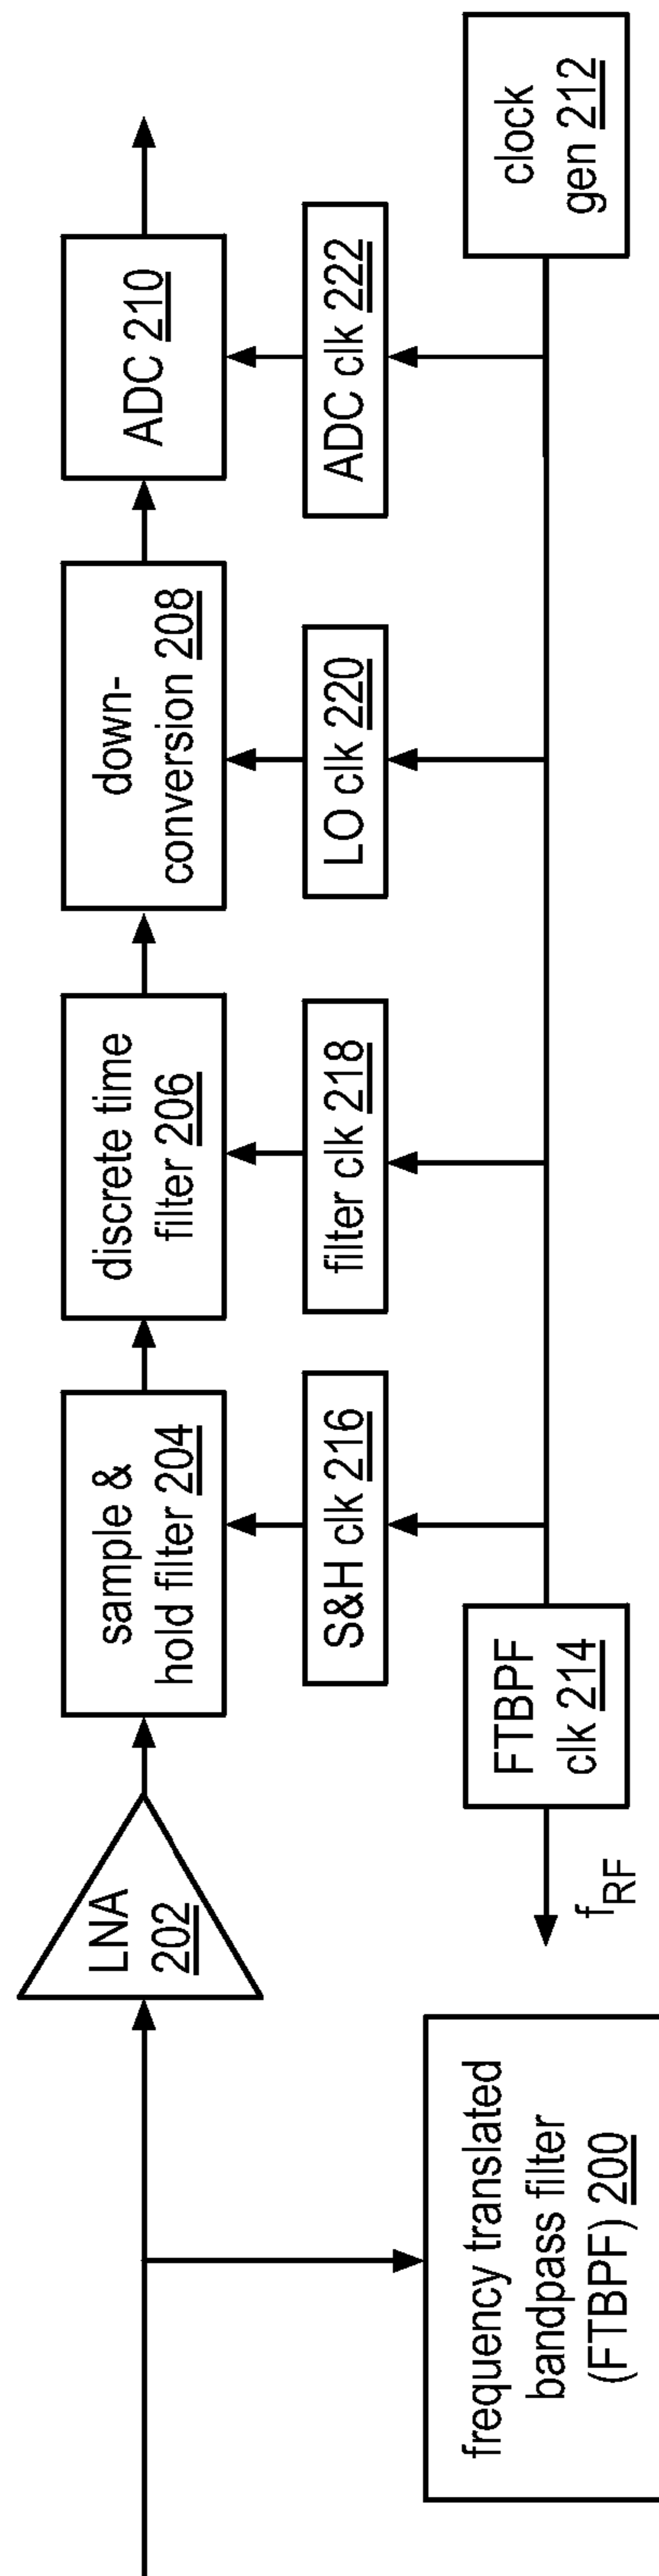 frequency translated
bandpass filter
(FTBPF) 200
LNA
202
sample &
hold filter 204
discrete time
filter 206
down-
conversion 208
ADC 210
S&H clk 216
filter clk 218
LO clk 220
ADC clk 222
fRF
FTBPF
clk 214
clock
gen 212